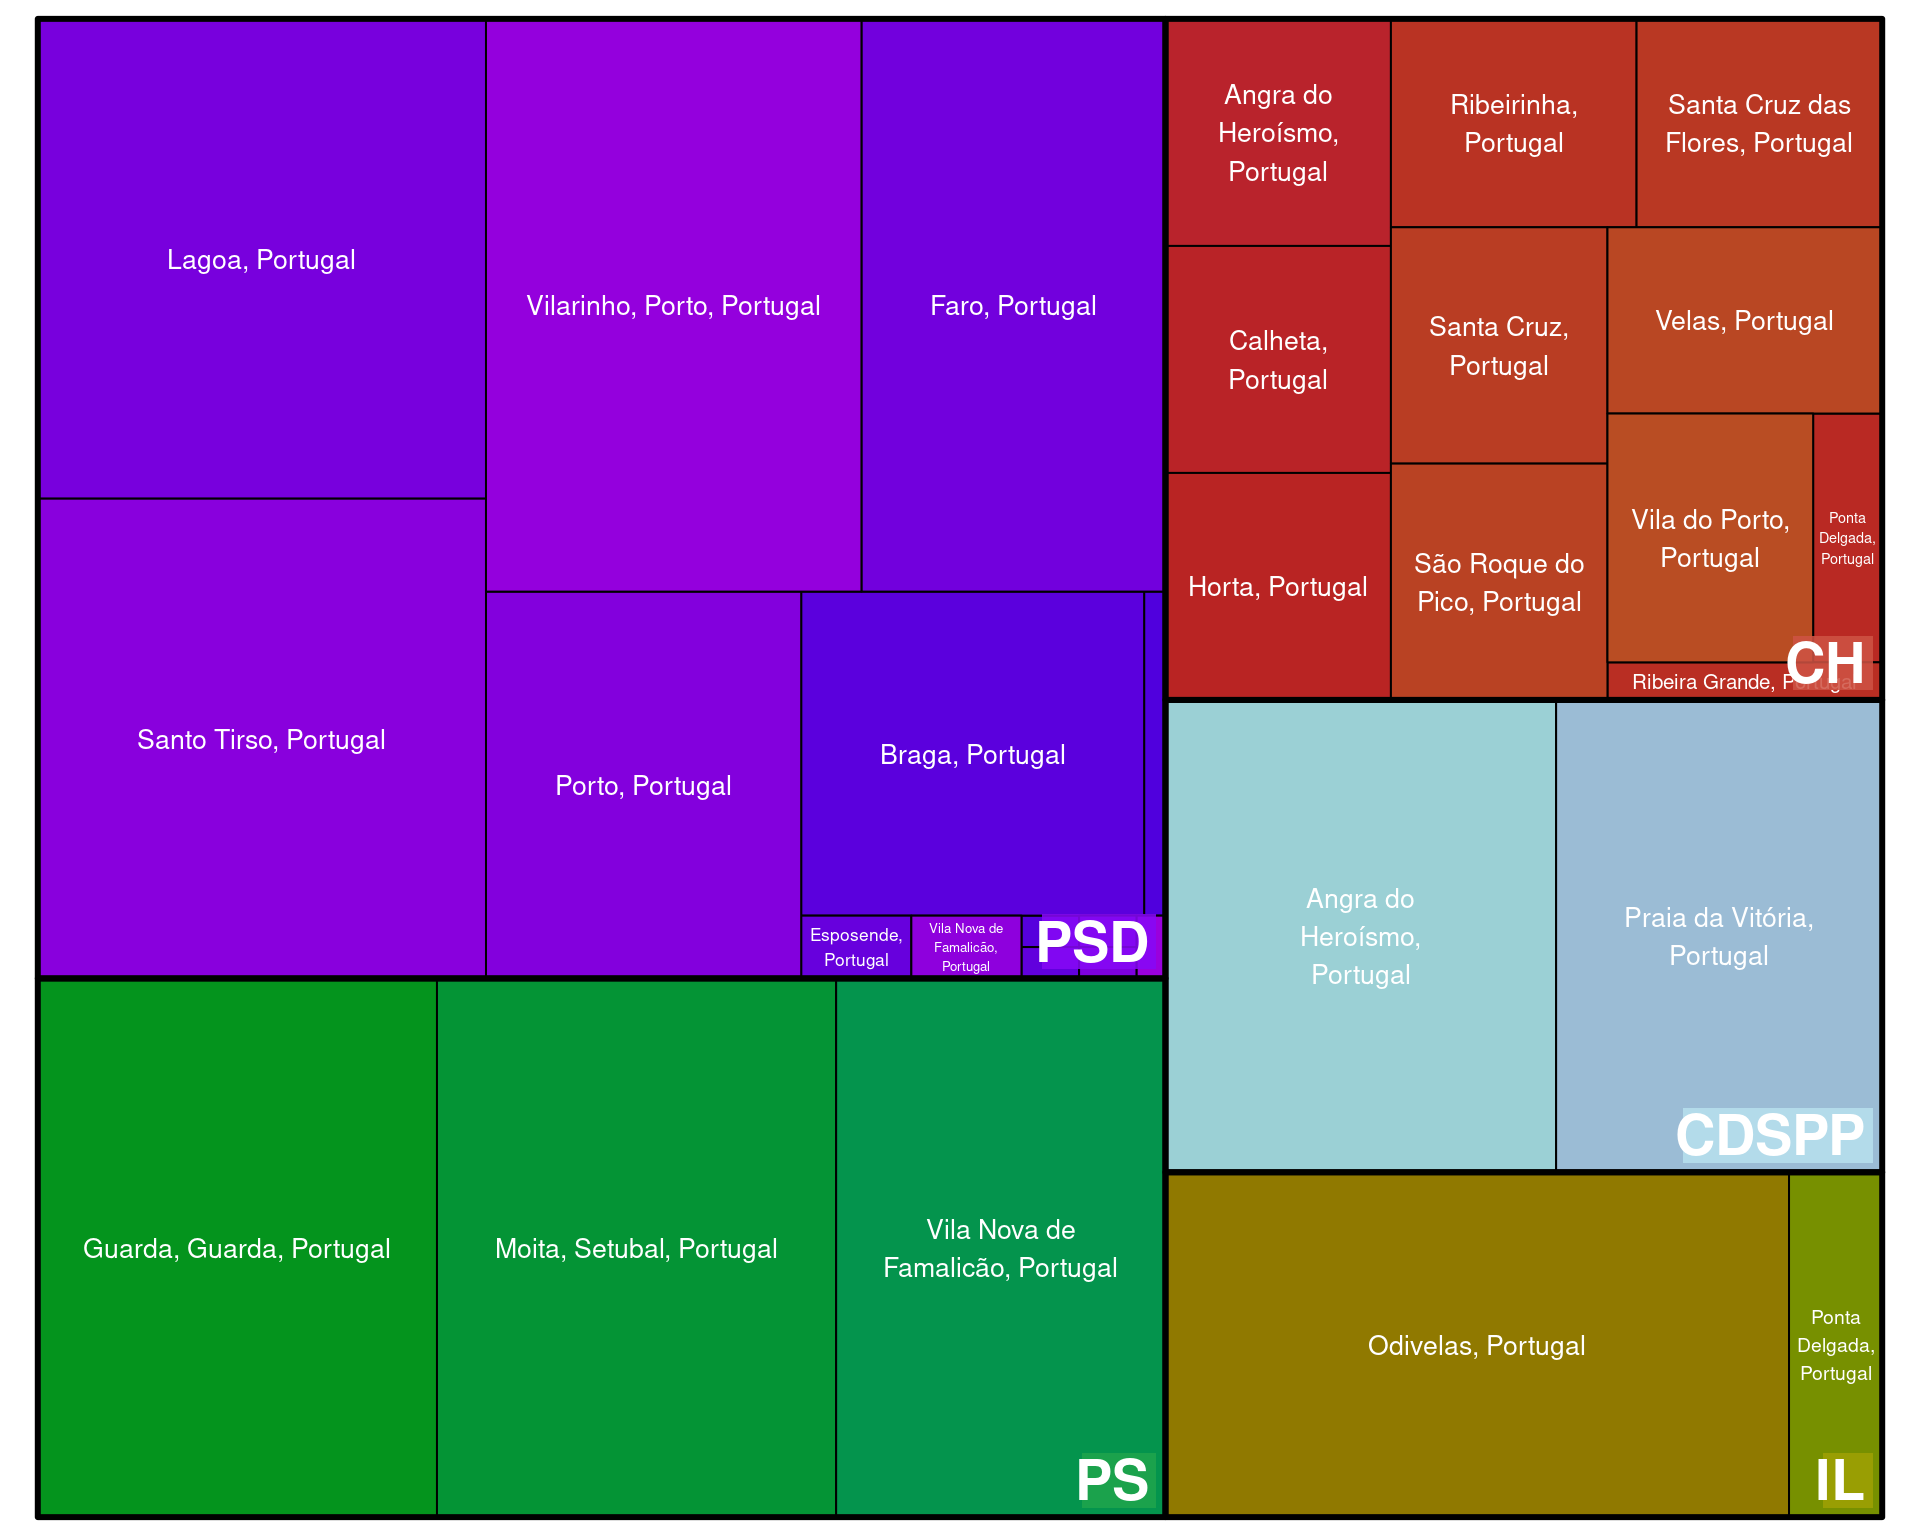 Lagoa, Portugal
Vilarinho, Porto, Portugal
Faro, Portugal
Santo Tirso, Portugal
Porto, Portugal
Braga, Portugal
Esposende,
Portugal
Vila Nova de
Famalicão,
Portugal
PSD
Guarda, Guarda, Portugal
Moita, Setubal, Portugal
Vila Nova de
Famalicão, Portugal
PS
Angra do
Heroísmo,
Portugal
Ribeirinha,
Portugal
Santa Cruz das
Flores, Portugal
Calheta,
Portugal
Santa Cruz,
Portugal
Velas, Portugal
Horta, Portugal
São Roque do
Pico, Portugal
Vila do Porto,
Portugal
Ponta
Delgada,
Portugal
Ribeira Grande, Portugal
CH
Angra do
Heroísmo,
Portugal
Praia da Vitória,
Portugal
CDSPP
Odivelas, Portugal
Ponta
Delgada,
Portugal
IL